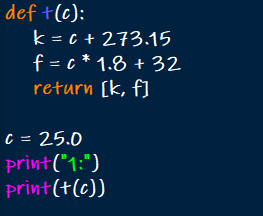 def t(c):
    k = c + 273.15
    f = c * 1.8 + 32
    return [k, f]
c = 25.0
print("1:")
print(t(c))